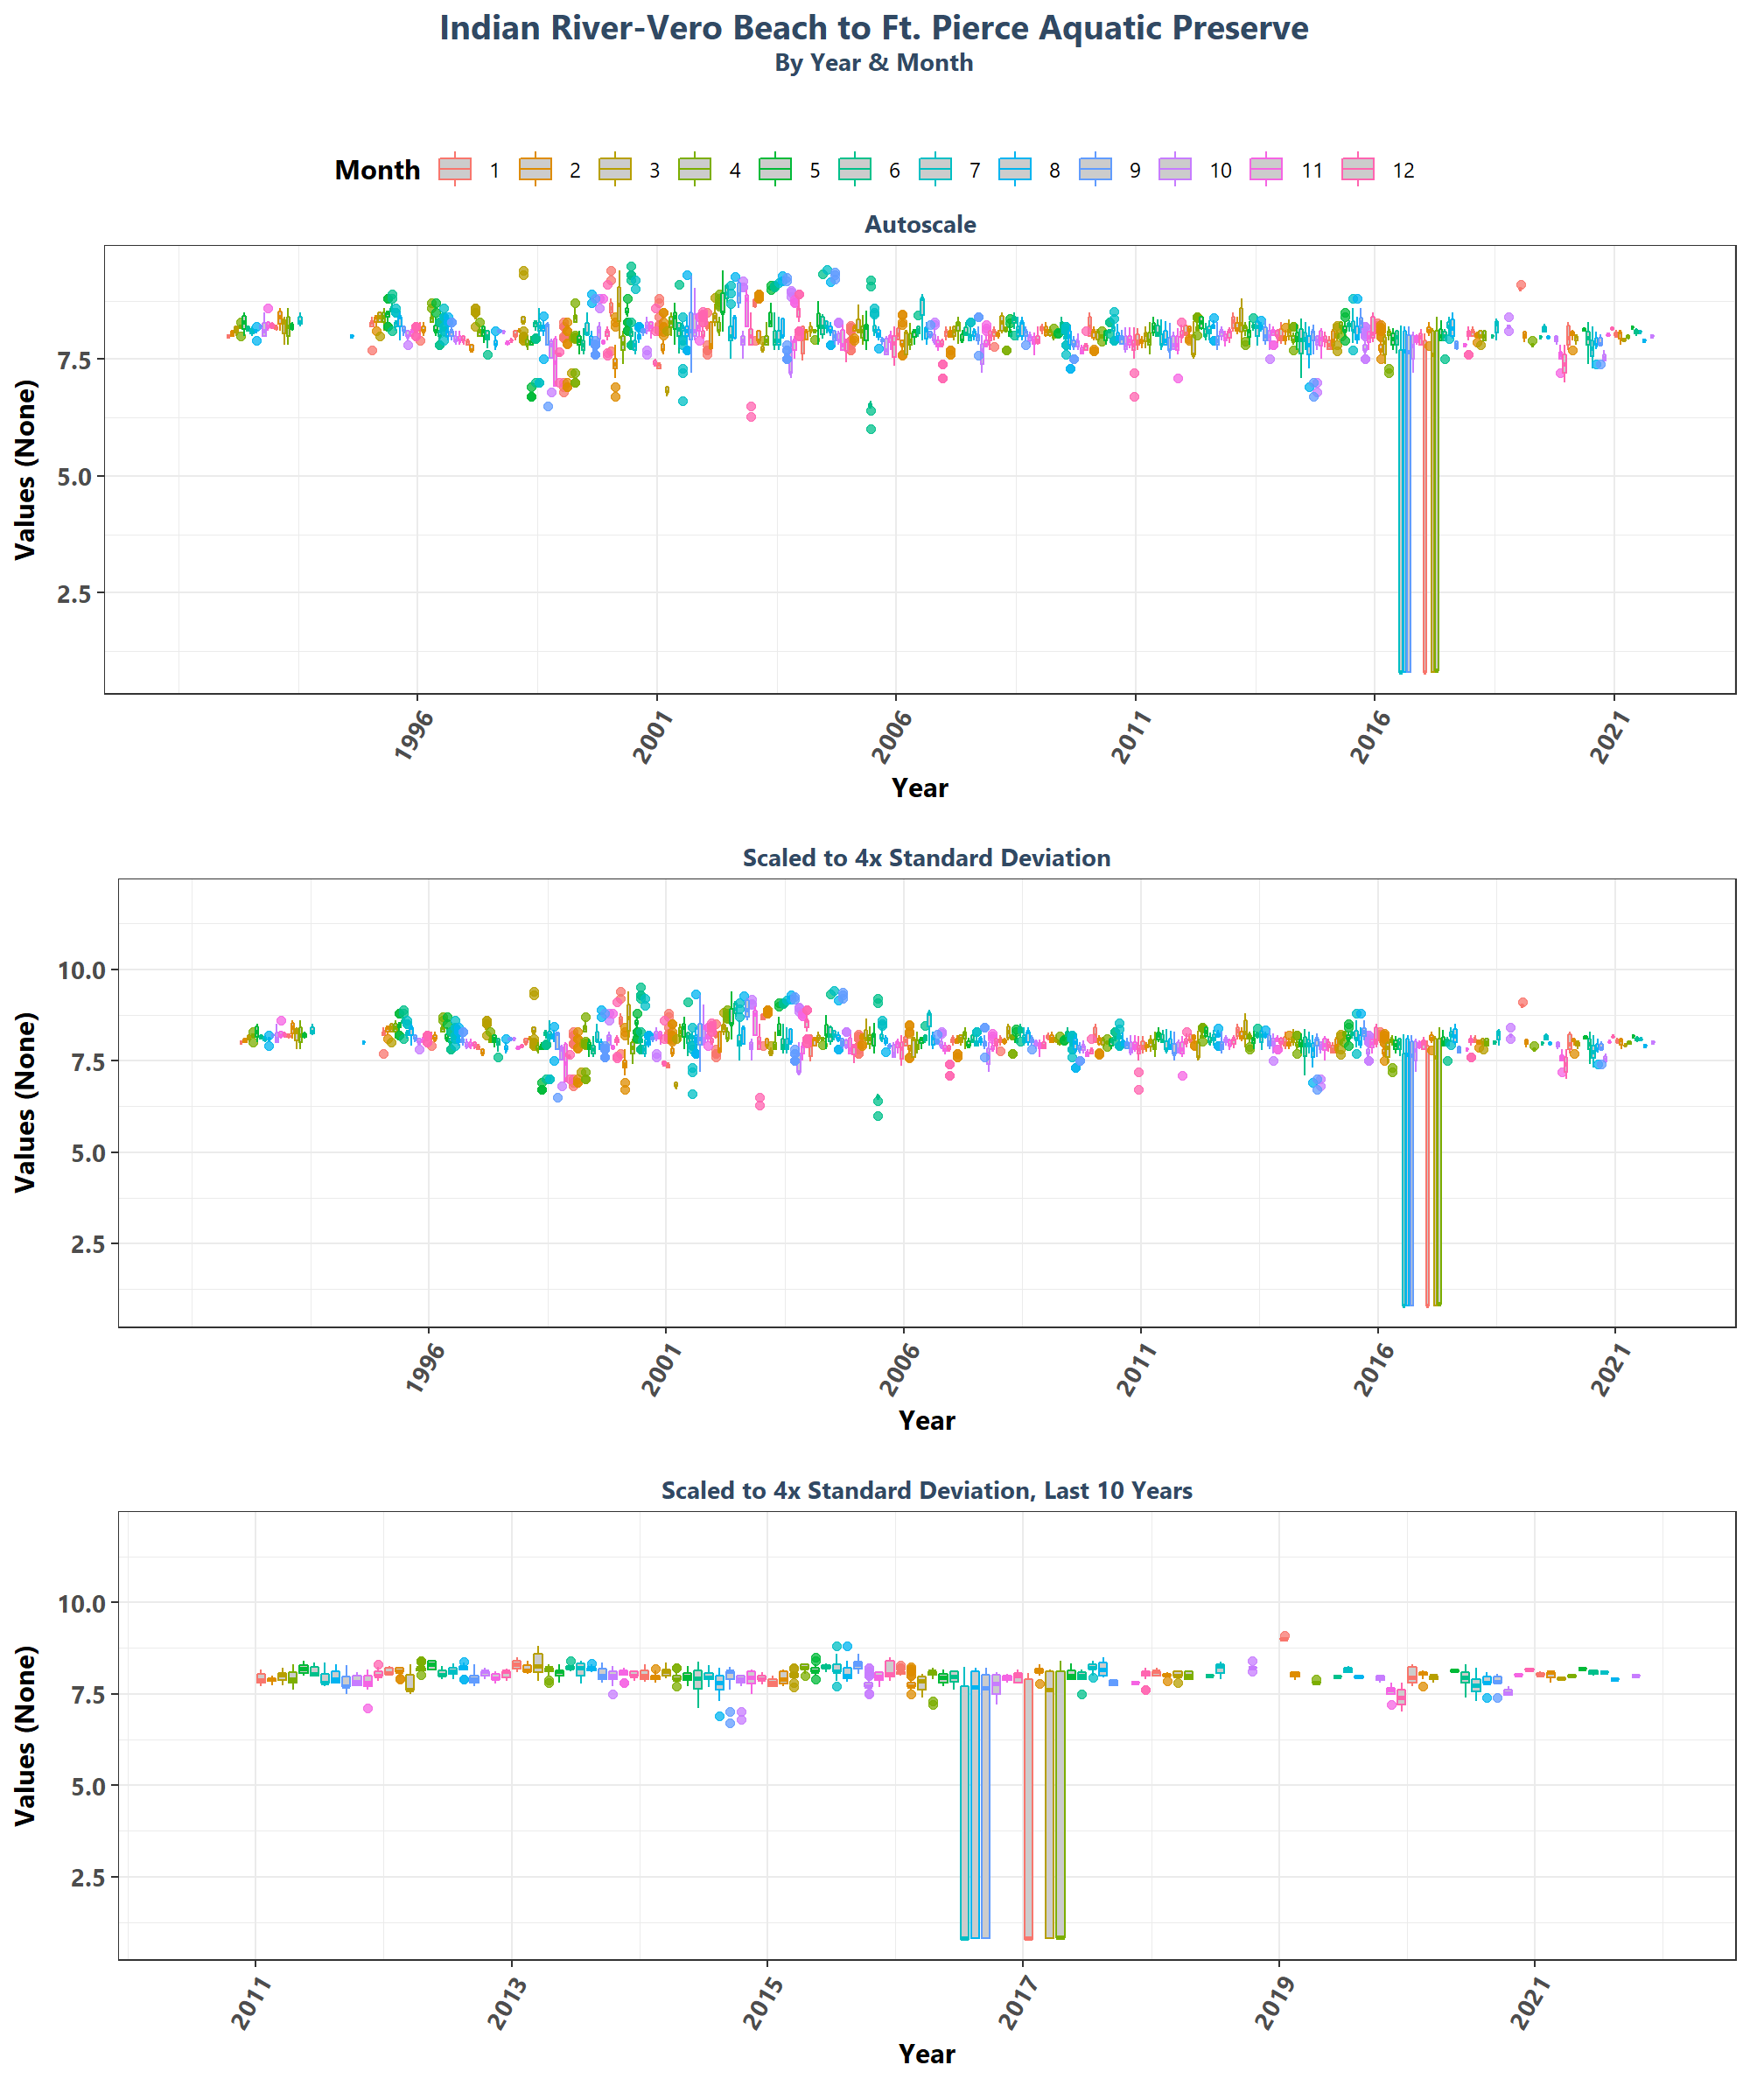 Indian River-Vero Beach to Ft. Pierce Aquatic Preserve
By Year & Month
Month 1 2 3 4 5 6 7 8 9 10 11 12
Autoscale
Values (None)
7.5
5.0
2.5
1996 2001 2006 2011 2016 2021
Year
Scaled to 4x Standard Deviation
Values (None)
10.0
7.5
5.0
2.5
1996 2001 2006 2011 2016 2021
Year
Scaled to 4x Standard Deviation, Last 10 Years
Values (None)
10.0
7.5
5.0
2.5
2011 2013 2015 2017 2019 2021
Year